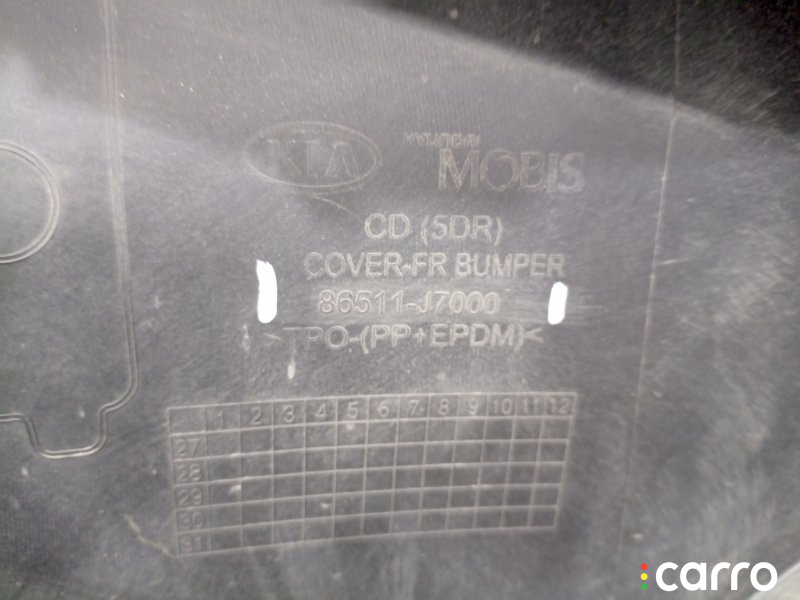 KIA HYUNDAI MOBIS
CD (5DR)
COVER-FR BUMPER
86511-J7000
>TPO-(PP+EPDM)<
1 2 3 4 5 6 7 8 9 10 11 12
27
28
29
30
31
carro